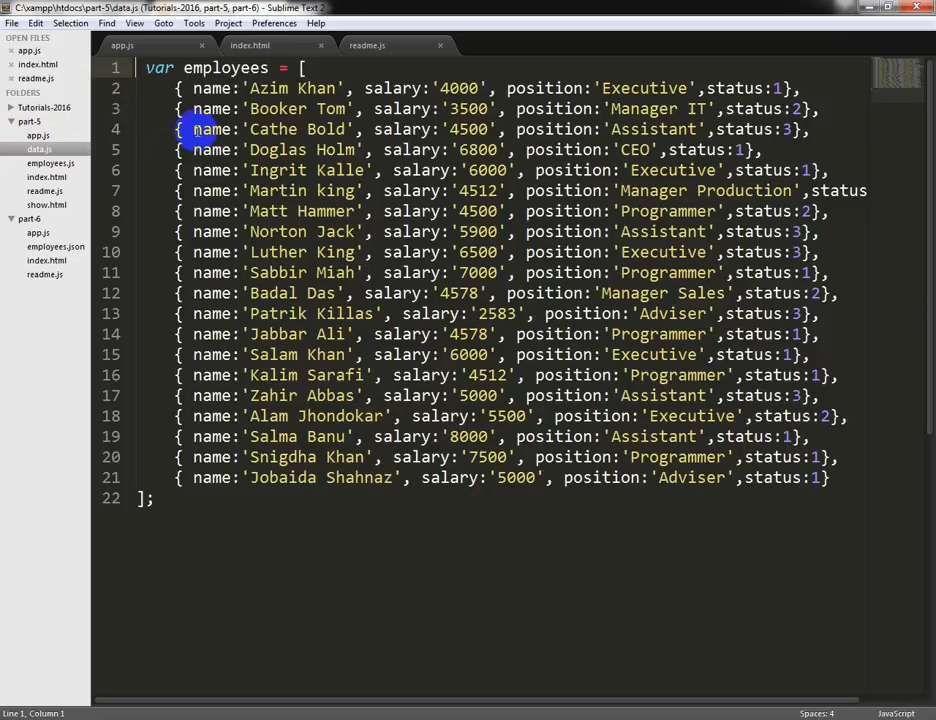 C:\xampp\htdocs\part-5\data.js (Tutorials-2016, part-5, part-6) - Sublime Text 2
File Edit Selection Find View Goto Tools Project Preferences Help
OPEN FILES
app.js
index.html
readme.js
FOLDERS
Tutorials-2016
part-5
app.js
data.js
employees.js
index.html
readme.js
show.html
part-6
app.js
employees.json
index.html
readme.js
app.js × index.html × readme.js ×
1 var employees = [
2 { name:'Azim Khan', salary:'4000', position:'Executive',status:1},
3 { name:'Booker Tom', salary:'3500', position:'Manager IT',status:2},
4 { name:'Cathe Bold', salary:'4500', position:'Assistant',status:3},
5 { name:'Doglas Holm', salary:'6800', position:'CEO',status:1},
6 { name:'Ingrit Kalle', salary:'6000', position:'Executive',status:1},
7 { name:'Martin king', salary:'4512', position:'Manager Production',status
8 { name:'Matt Hammer', salary:'4500', position:'Programmer',status:2},
9 { name:'Norton Jack', salary:'5900', position:'Assistant',status:3},
10 { name:'Luther King', salary:'6500', position:'Executive',status:3},
11 { name:'Sabbir Miah', salary:'7000', position:'Programmer',status:1},
12 { name:'Badal Das', salary:'4578', position:'Manager Sales',status:2},
13 { name:'Patrik Killas', salary:'2583', position:'Adviser',status:3},
14 { name:'Jabbar Ali', salary:'4578', position:'Programmer',status:1},
15 { name:'Salam Khan', salary:'6000', position:'Executive',status:1},
16 { name:'Kalim Sarafi', salary:'4512', position:'Programmer',status:1},
17 { name:'Zahir Abbas', salary:'5000', position:'Assistant',status:3},
18 { name:'Alam Jhondokar', salary:'5500', position:'Executive',status:2},
19 { name:'Salma Banu', salary:'8000', position:'Assistant',status:1},
20 { name:'Snigdha Khan', salary:'7500', position:'Programmer',status:1},
21 { name:'Jobaida Shahnaz', salary:'5000', position:'Adviser',status:1}
22 ];
Line 1, Column 1 Spaces: 4 JavaScript